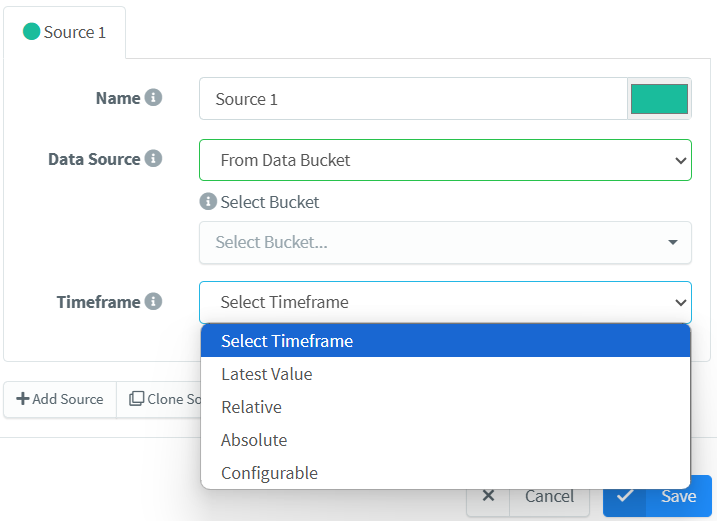 Source 1
Name
Source 1
Data Source
From Data Bucket
Select Bucket
Select Bucket...
Timeframe
Select Timeframe
Select Timeframe
Latest Value
Relative
Absolute
Configurable
Add Source
Clone So
Cancel
Save